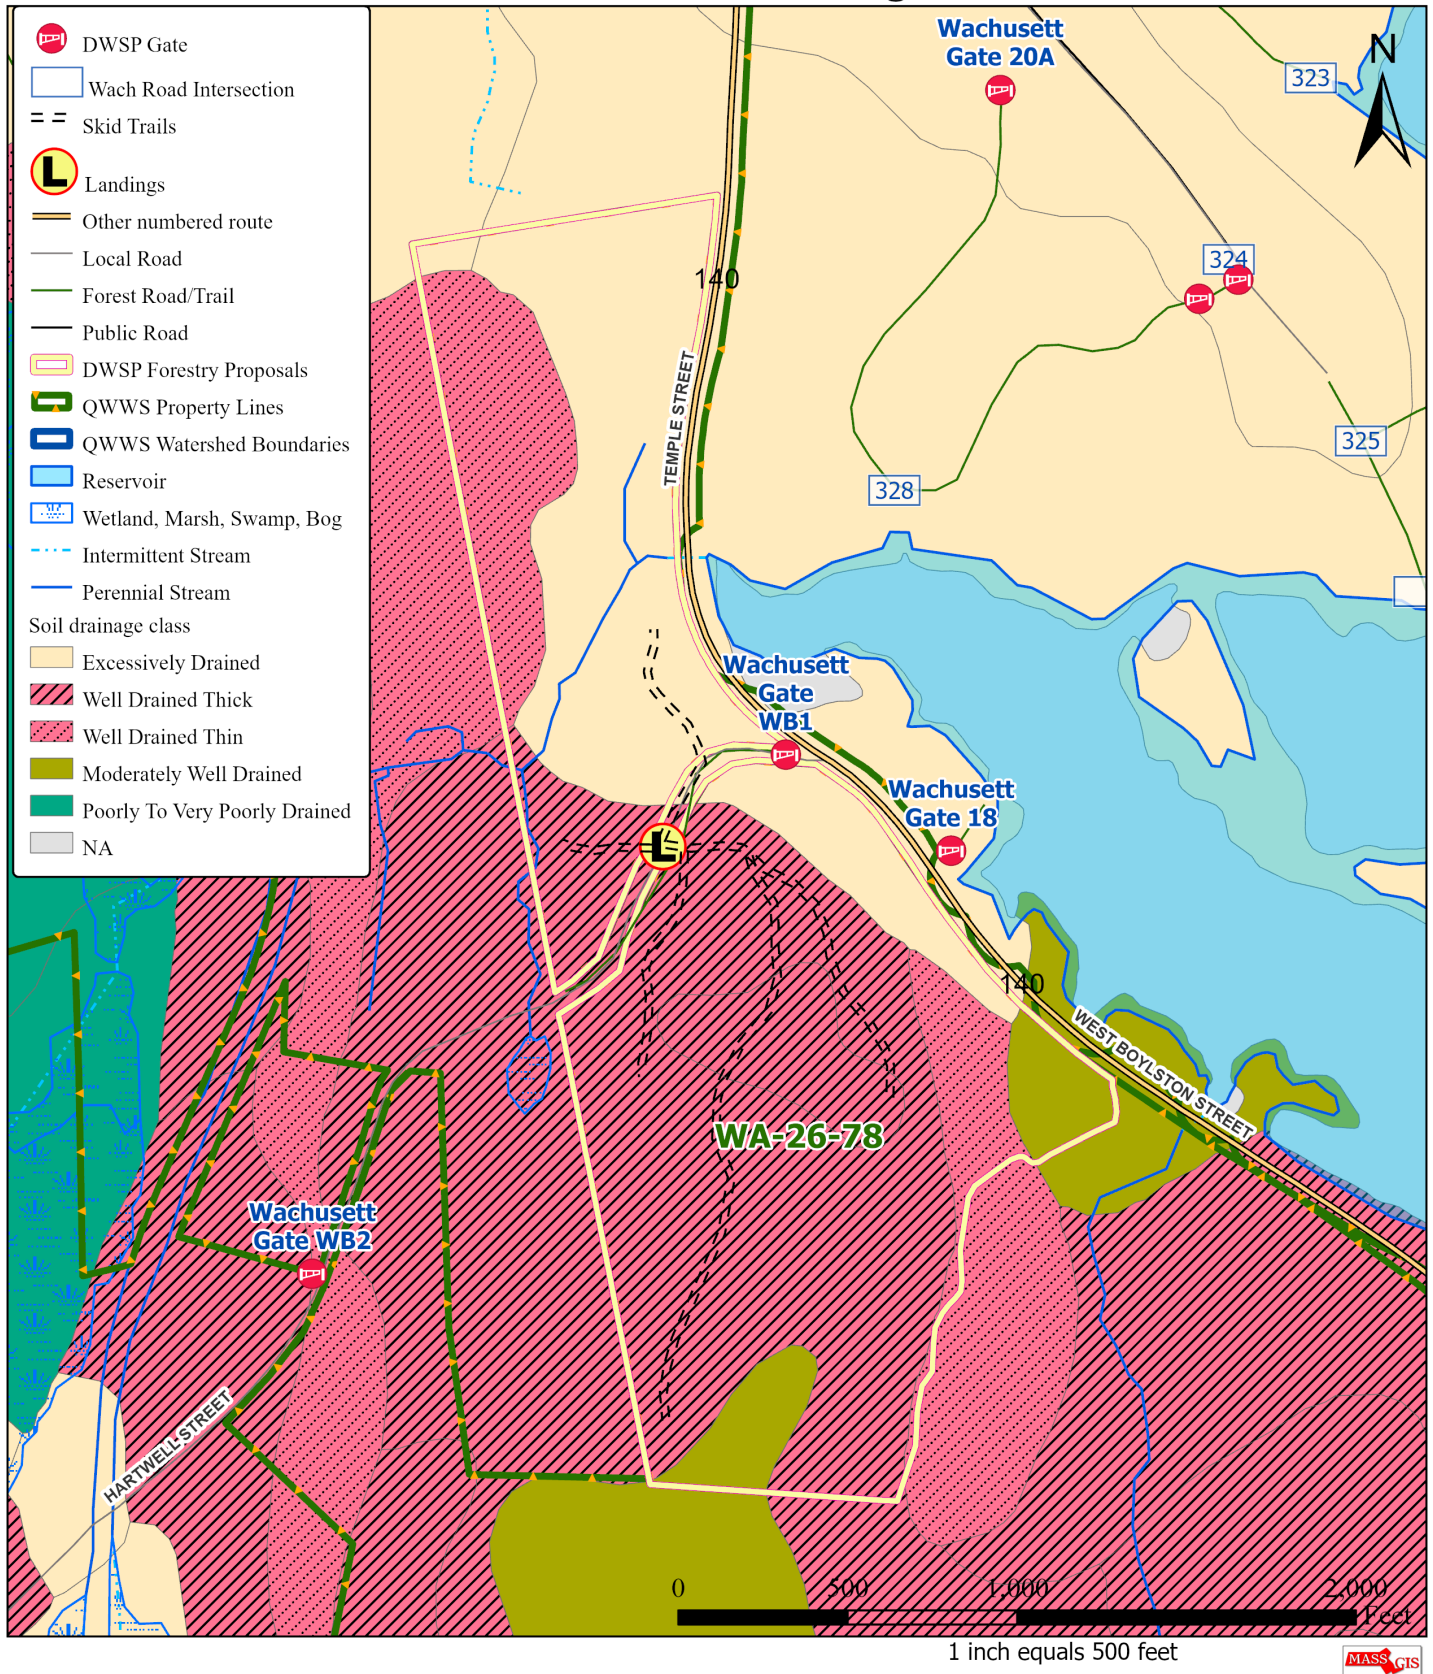 DWSP Gate
Wach Road Intersection
Skid Trails
L
Landings
Other numbered route
Local Road
Forest Road/Trail
Public Road
DWSP Forestry Proposals
QWWS Property Lines
QWWS Watershed Boundaries
Reservoir
Wetland, Marsh, Swamp, Bog
Intermittent Stream
Perennial Stream
Soil drainage class
Excessively Drained
Well Drained Thick
Well Drained Thin
Moderately Well Drained
Poorly To Very Poorly Drained
NA
Wachusett
Gate 20A
323
N
324
140
TEMPLE STREET
325
328
Wachusett
Gate
WB1
Wachusett
Gate 18
L
140
WEST BOYLSTON STREET
WA-26-78
Wachusett
Gate WB2
HARTWELL STREET
0 500 1,000 2,000
Feet
1 inch equals 500 feet
MASS GIS